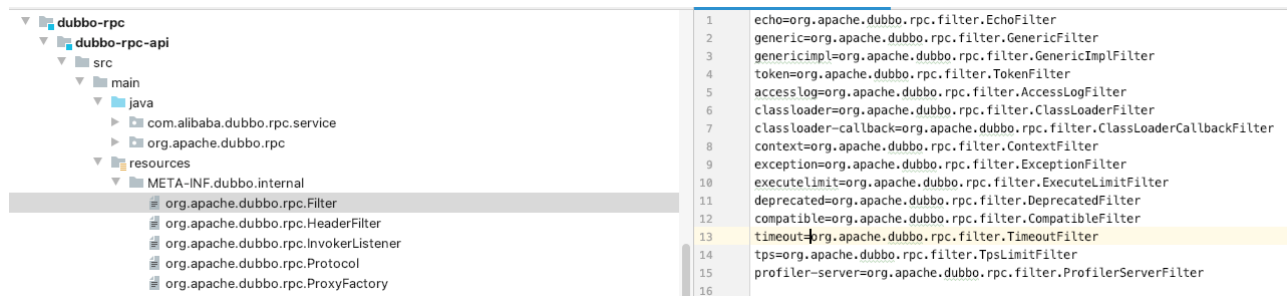 dubbo-rpc
dubbo-rpc-api
src
main
java
com.alibaba.dubbo.rpc.service
org.apache.dubbo.rpc
resources
META-INF.dubbo.internal
org.apache.dubbo.rpc.Filter
org.apache.dubbo.rpc.HeaderFilter
org.apache.dubbo.rpc.InvokerListener
org.apache.dubbo.rpc.Protocol
org.apache.dubbo.rpc.ProxyFactory
1 echo=org.apache.dubbo.rpc.filter.EchoFilter
2 generic=org.apache.dubbo.rpc.filter.GenericFilter
3 genericimpl=org.apache.dubbo.rpc.filter.GenericImplFilter
4 token=org.apache.dubbo.rpc.filter.TokenFilter
5 accesslog=org.apache.dubbo.rpc.filter.AccessLogFilter
6 classloader=org.apache.dubbo.rpc.filter.ClassLoaderFilter
7 classloader-callback=org.apache.dubbo.rpc.filter.ClassLoaderCallbackFilter
8 context=org.apache.dubbo.rpc.filter.ContextFilter
9 exception=org.apache.dubbo.rpc.filter.ExceptionFilter
10 executelimit=org.apache.dubbo.rpc.filter.ExecuteLimitFilter
11 deprecated=org.apache.dubbo.rpc.filter.DeprecatedFilter
12 compatible=org.apache.dubbo.rpc.filter.CompatibleFilter
13 timeout=org.apache.dubbo.rpc.filter.TimeoutFilter
14 tps=org.apache.dubbo.rpc.filter.TpsLimitFilter
15 profiler-server=org.apache.dubbo.rpc.filter.ProfilerServerFilter
16